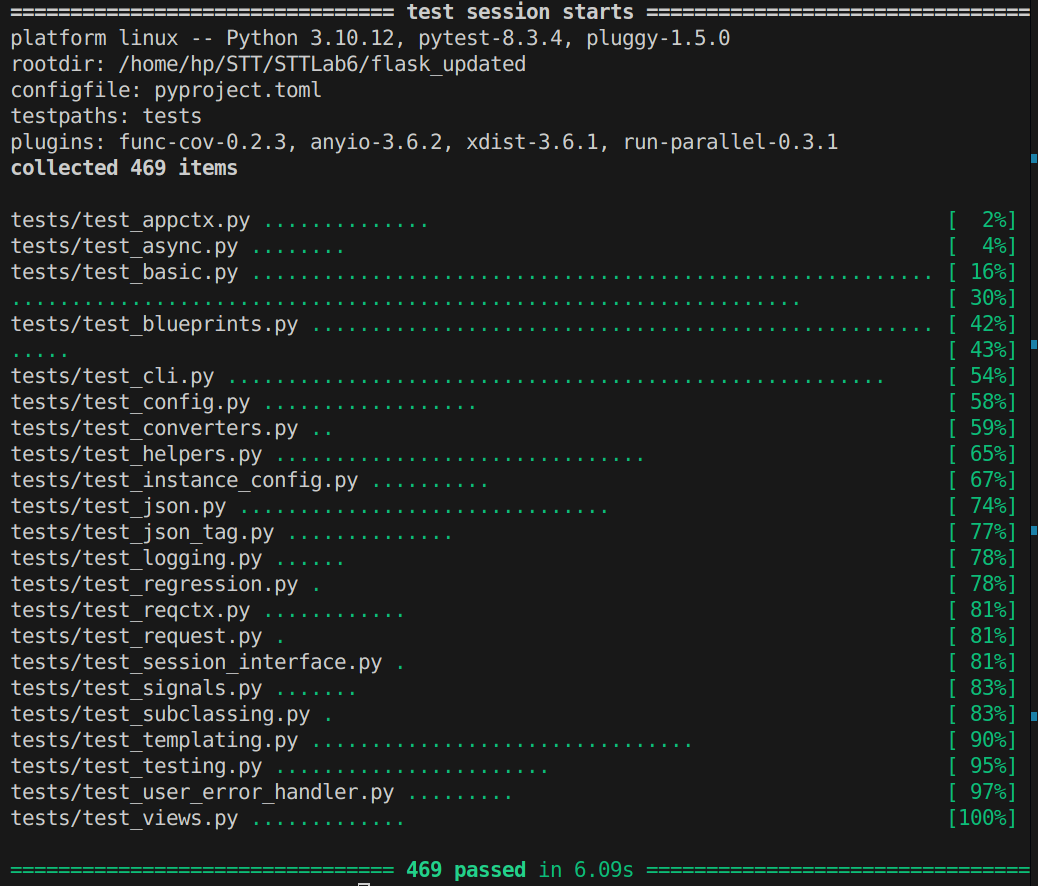 ================================ test session starts ================================
platform linux -- Python 3.10.12, pytest-8.3.4, pluggy-1.5.0
rootdir: /home/hp/STT/STTLab6/flask_updated
configfile: pyproject.toml
testpaths: tests
plugins: func-cov-0.2.3, anyio-3.6.2, xdist-3.6.1, run-parallel-0.3.1
collected 469 items
tests/test_appctx.py .............. [  2%]
tests/test_async.py ........ [  4%]
tests/test_basic.py .......................................................... [ 16%]
................................................................... [ 30%]
tests/test_blueprints.py ..................................................... [ 42%]
..... [ 43%]
tests/test_cli.py ........................................................ [ 54%]
tests/test_config.py .................. [ 58%]
tests/test_converters.py .. [ 59%]
tests/test_helpers.py ................................ [ 65%]
tests/test_instance_config.py .......... [ 67%]
tests/test_json.py ................................ [ 74%]
tests/test_json_tag.py .............. [ 77%]
tests/test_logging.py ...... [ 78%]
tests/test_regression.py . [ 78%]
tests/test_reqctx.py ............ [ 81%]
tests/test_request.py . [ 81%]
tests/test_session_interface.py . [ 81%]
tests/test_signals.py ....... [ 83%]
tests/test_subclassing.py . [ 83%]
tests/test_templating.py ................................. [ 90%]
tests/test_testing.py ....................... [ 95%]
tests/test_user_error_handler.py ......... [ 97%]
tests/test_views.py ............. [100%]
================================ 469 passed in 6.09s ================================